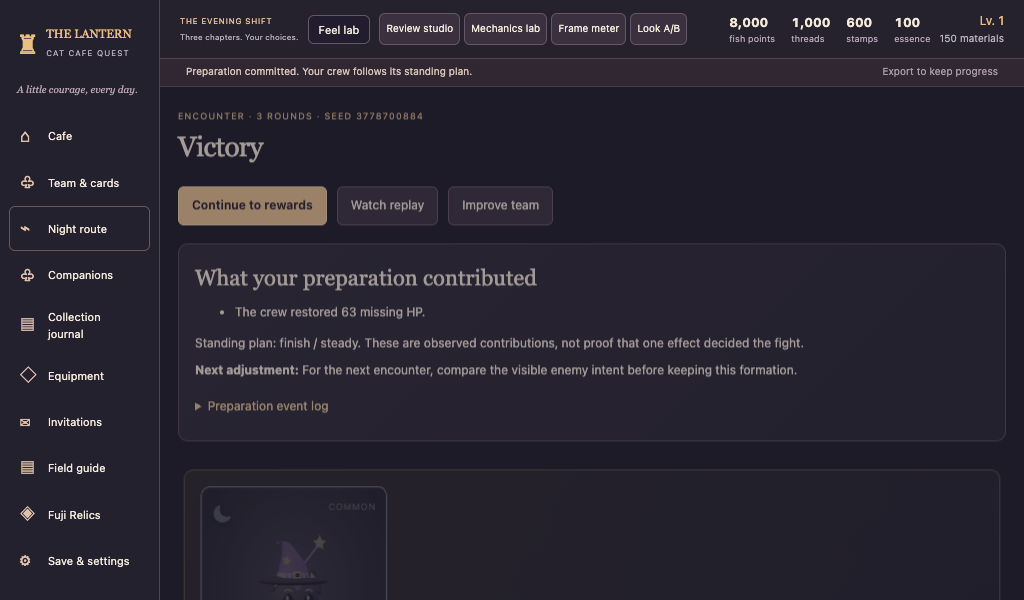 THE LANTERN
CAT CAFE QUEST
A little courage, every day.
Cafe
Team & cards
Night route
Companions
Collection
journal
Equipment
Invitations
Field guide
Fuji Relics
Save & settings
THE EVENING SHIFT
Three chapters. Your choices.
Feel lab
Review studio
Mechanics lab
Frame meter
Look A/B
8,000
fish points
1,000
threads
600
stamps
100
essence
Lv. 1
150 materials
Preparation committed. Your crew follows its standing plan.
Export to keep progress
ENCOUNTER · 3 ROUNDS · SEED 3778700884
Victory
Continue to rewards
Watch replay
Improve team
What your preparation contributed
• The crew restored 63 missing HP.
Standing plan: finish / steady. These are observed contributions, not proof that one effect decided the fight.
Next adjustment: For the next encounter, compare the visible enemy intent before keeping this formation.
Preparation event log
COMMON